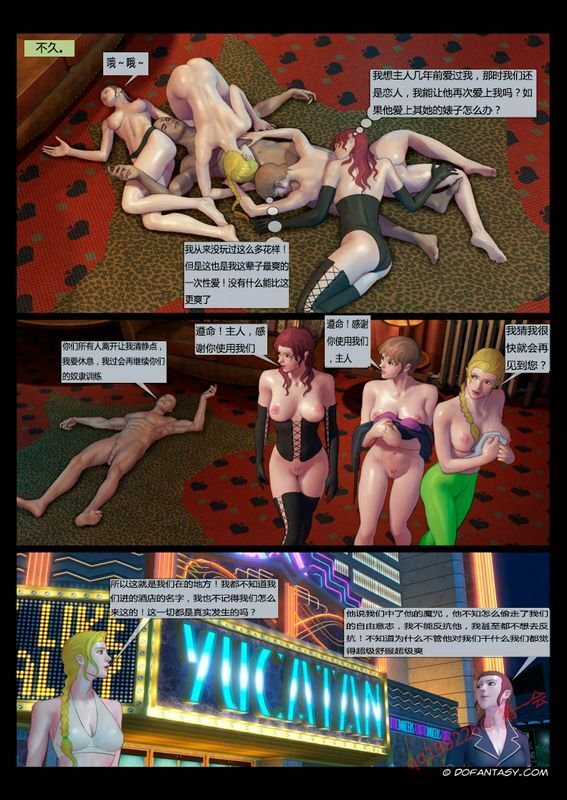 不久。
哦~哦~
我想主人几年前爱过我，那时我们还
是恋人，我能让他再次爱上我吗？如
果他爱上其她的婊子怎么办？
我从来没玩过这么多花样！
但是这也是我这辈子最爽的
一次性爱！没有什么能比这
更爽了
你们所有人离开让我清静点，
我要休息，我过会再继续你们
的奴隶训练
遵命！主人，感
谢你使用我们
遵命！感谢
你使用我们
，主人
我猜我很
快就会再
见到您？
所以这就是我们在的地方！我都不知道我
们进的酒店的名字，我也不记得我们怎么
来这的！这一切都是真实发生的吗？
他说我们中了他的魔咒，他不知怎么偷走了我们
的自由意志，我不能反抗他，我甚至都不想去反
抗！不知道为什么不管他对我们干什么我们都觉
得超级舒服超级爽
LIVE
YUCATAN
© DOFANTASY.COM